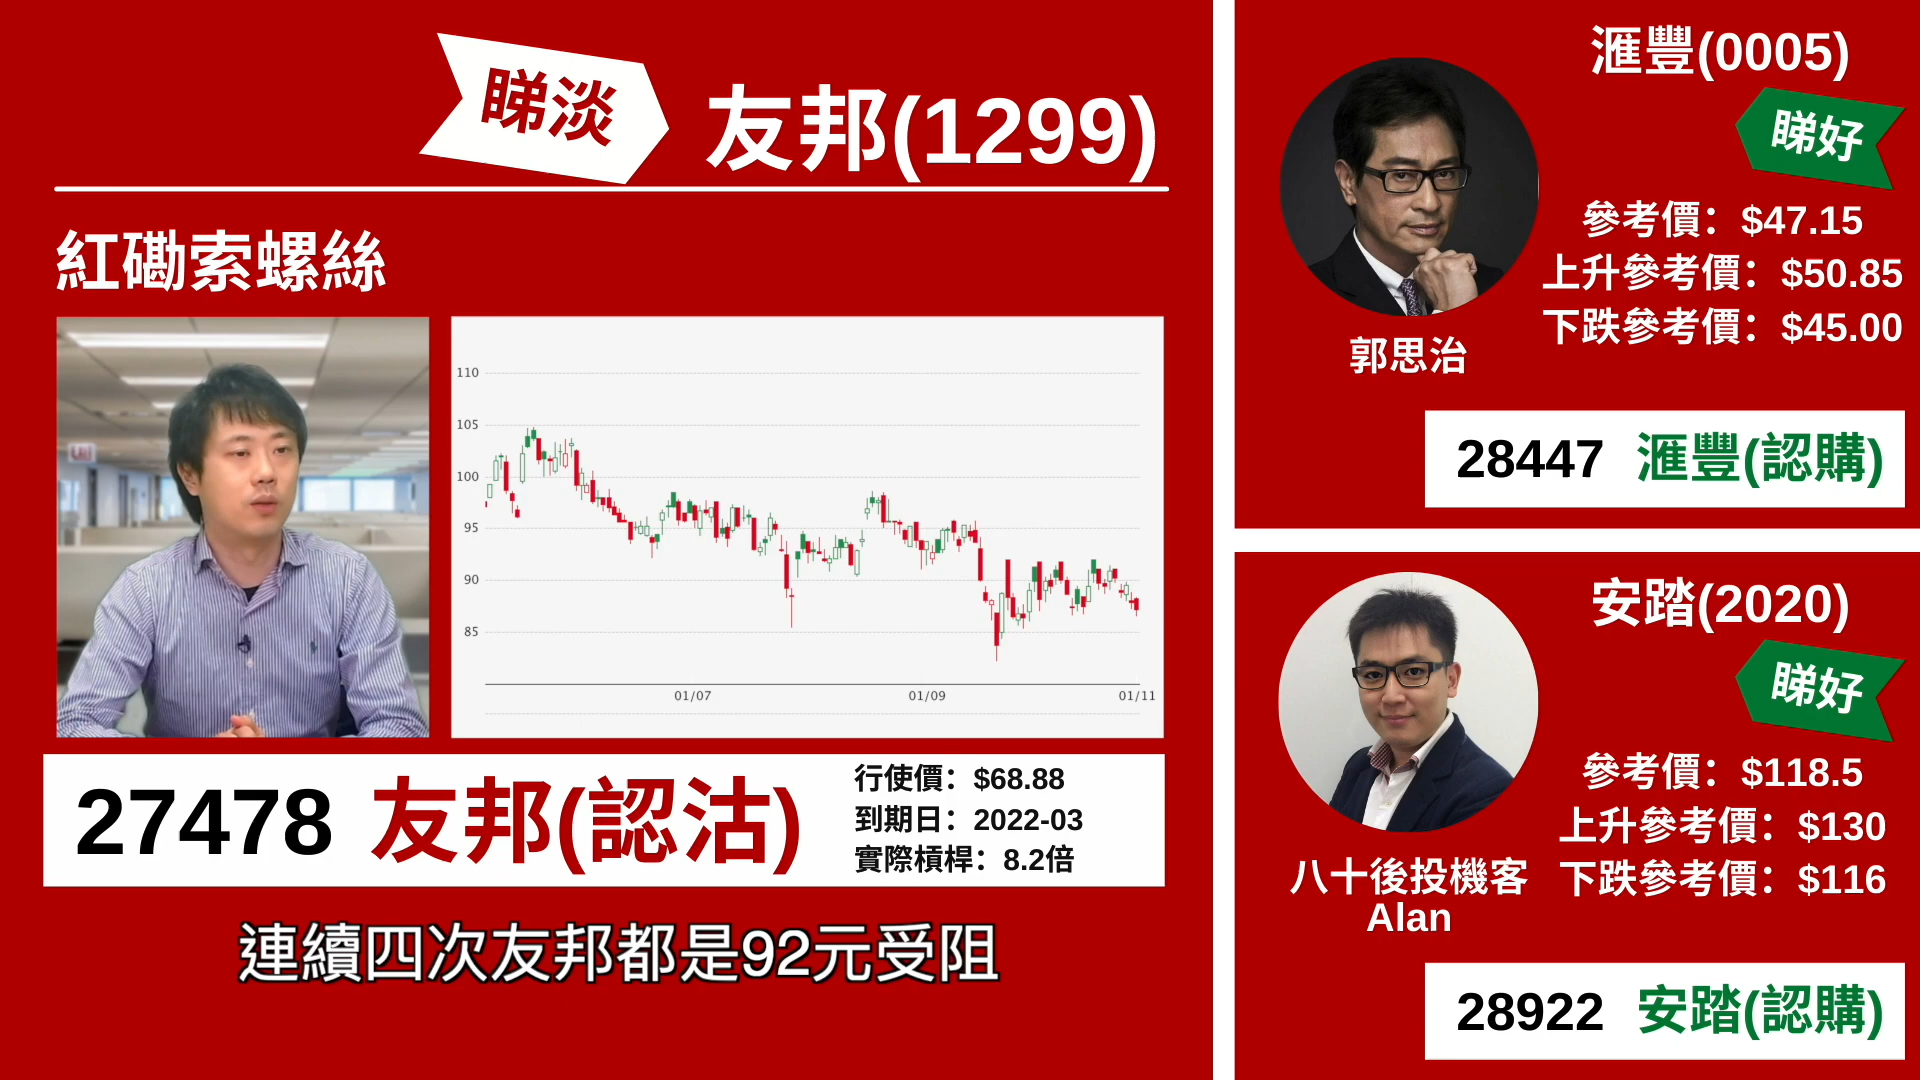 睇淡
友邦(1299)
紅磡索螺絲
110
105
100
95
90
85
01/07
01/09
01/11
27478 友邦(認沽)
行使價：$68.88
到期日：2022-03
實際槓桿：8.2倍
連續四次友邦都是92元受阻
滙豐(0005)
睇好
參考價：$47.15
上升參考價：$50.85
下跌參考價：$45.00
郭思治
28447 滙豐(認購)
安踏(2020)
睇好
參考價：$118.5
上升參考價：$130
下跌參考價：$116
八十後投機客
Alan
28922 安踏(認購)